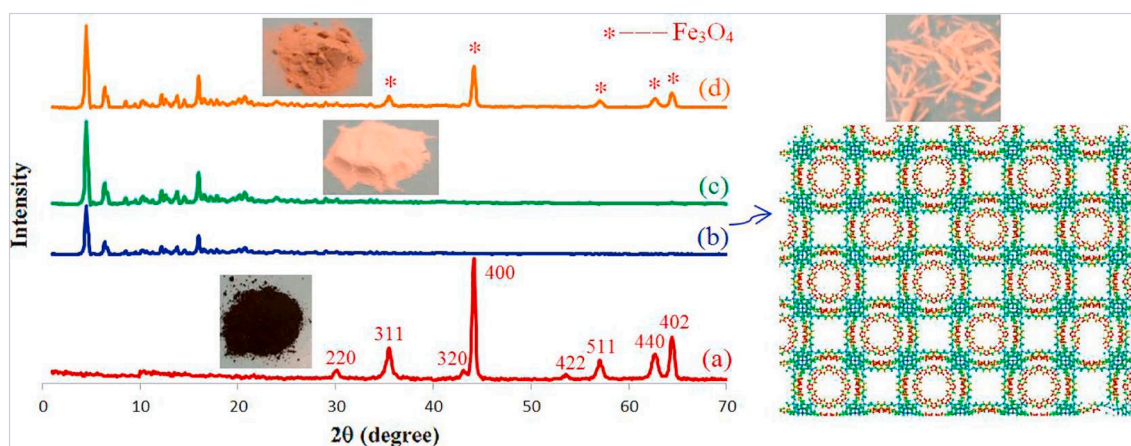 * ––– Fe₃O₄
* * * * *
(d)
(c)
(b)
Intensity
400
220 311 320 422 511 440 402 (a)
0 10 20 30 40 50 60 70
2θ (degree)